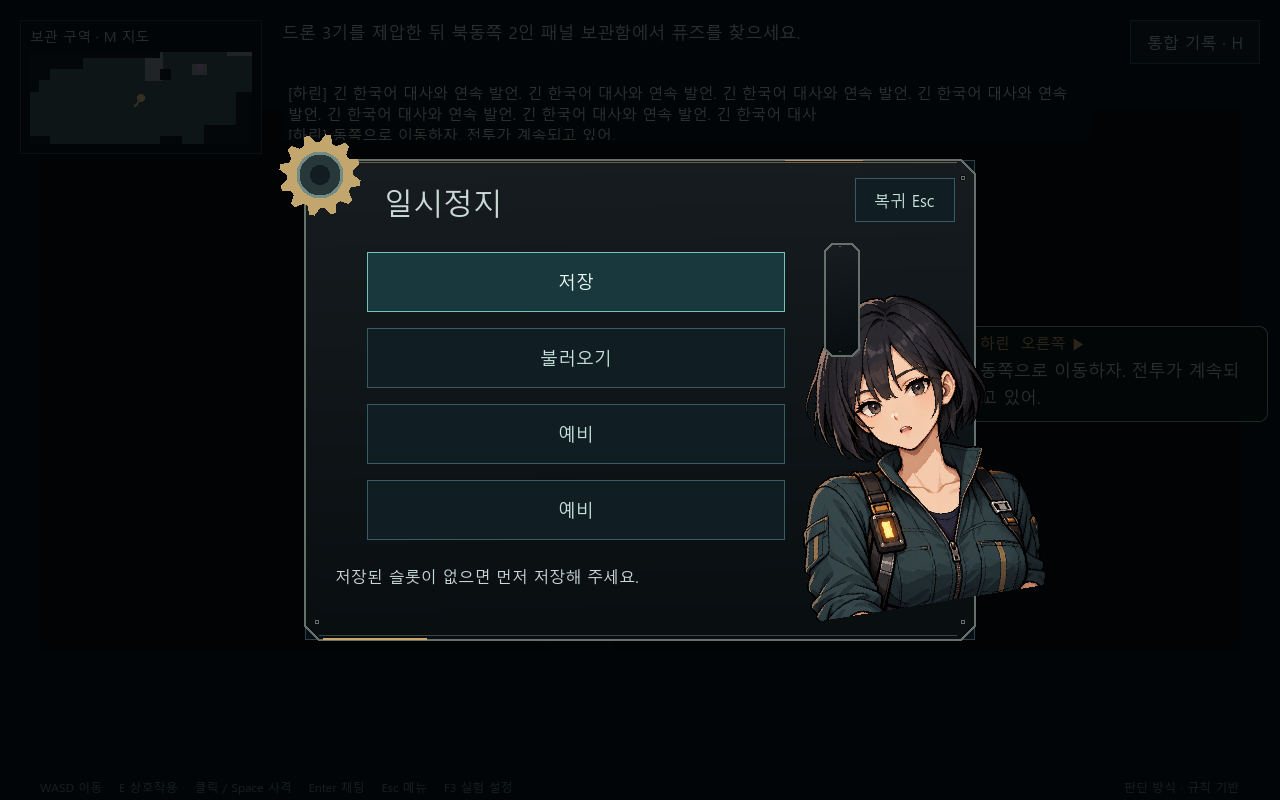 보관 구역 · M 지도
드론 3기를 제압한 뒤 북동쪽 2인 패널 보관함에서 퓨즈를 찾으세요.
통합 기록 · H
[하린] 긴 한국어 대사와 연속 발언. 긴 한국어 대사와 연속 발언. 긴 한국어 대사와 연속 발언. 긴 한국어 대사와 연속
발언. 긴 한국어 대사와 연속 발언. 긴 한국어 대사와 연속 발언. 긴 한국어 대사
[하린] 동쪽으로 이동하자. 전투가 계속되고 있어.
일시정지
복귀 Esc
저장
불러오기
예비
예비
저장된 슬롯이 없으면 먼저 저장해 주세요.
하린 오른쪽 ▶
동쪽으로 이동하자. 전투가 계속되
고 있어.
WASD 이동 E 상호작용 클릭 / Space 사격 Enter 채팅 Esc 메뉴 F3 실험 설정
판단 방식 · 규칙 기반